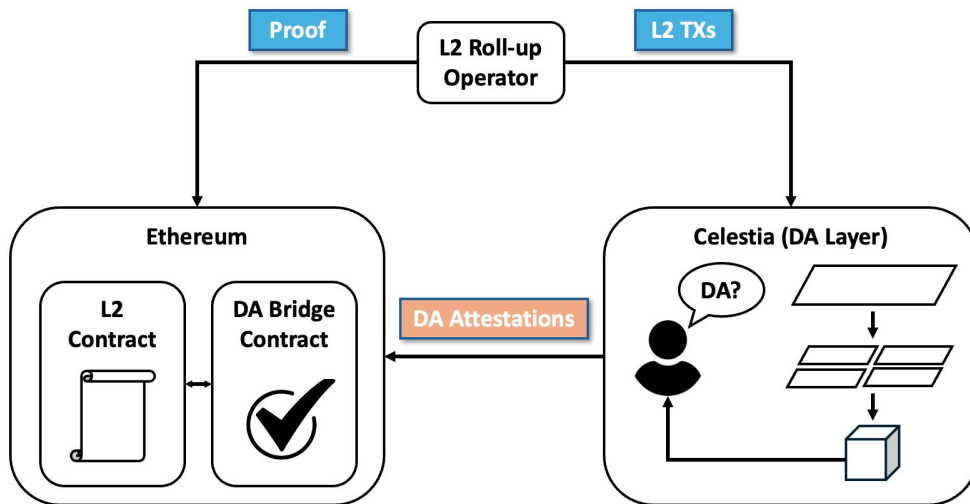 Proof
L2 Roll-up
Operator
L2 TXs
Ethereum
L2
Contract
DA Bridge
Contract
DA Attestations
Celestia (DA Layer)
DA?